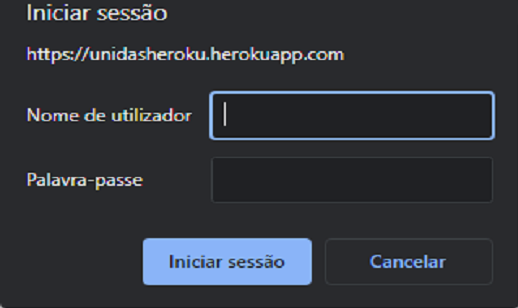 Iniciar sessão
https://unidasheroku.herokuapp.com
Nome de utilizador
Palavra-passe
Iniciar sessão Cancelar